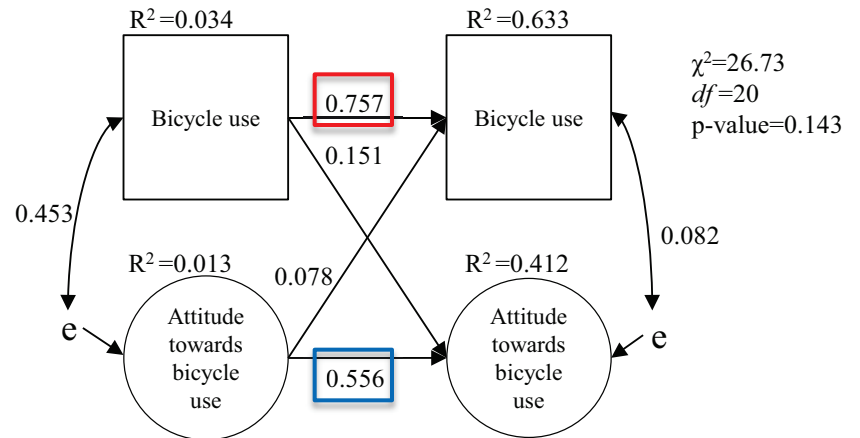 R²=0.034
R²=0.633
χ²=26.73
df=20
p-value=0.143
Bicycle use
0.757
Bicycle use
0.151
0.453
0.082
R²=0.013
0.078
R²=0.412
e
Attitude
towards
bicycle
use
0.556
Attitude
towards
bicycle
use
e